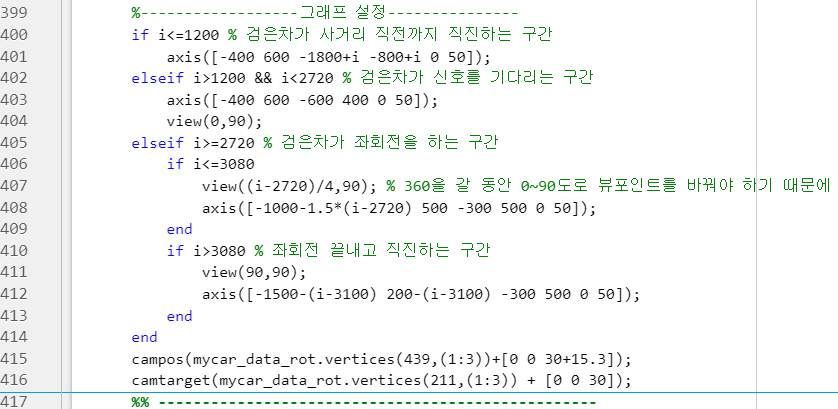 399 %------------------그래프 설정---------------
400 if i<=1200 % 검은차가 사거리 직전까지 직진하는 구간
401 axis([-400 600 -1800+i -800+i 0 50]);
402 elseif i>1200 && i<2720 % 검은차가 신호를 기다리는 구간
403 axis([-400 600 -600 400 0 50]);
404 view(0,90);
405 elseif i>=2720 % 검은차가 좌회전을 하는 구간
406 if i<=3080
407 view((i-2720)/4,90); % 360을 갈 동안 0~90도로 뷰포인트를 바꿔야 하기 때문에
408 axis([-1000-1.5*(i-2720) 500 -300 500 0 50]);
409 end
410 if i>3080 % 좌회전 끝내고 직진하는 구간
411 view(90,90);
412 axis([-1500-(i-3100) 200-(i-3100) -300 500 0 50]);
413 end
414 end
415 campos(mycar_data_rot.vertices(439,(1:3))+[0 0 30+15.3]);
416 camtarget(mycar_data_rot.vertices(211,(1:3)) + [0 0 30]);
417 %% --------------------------------------------------